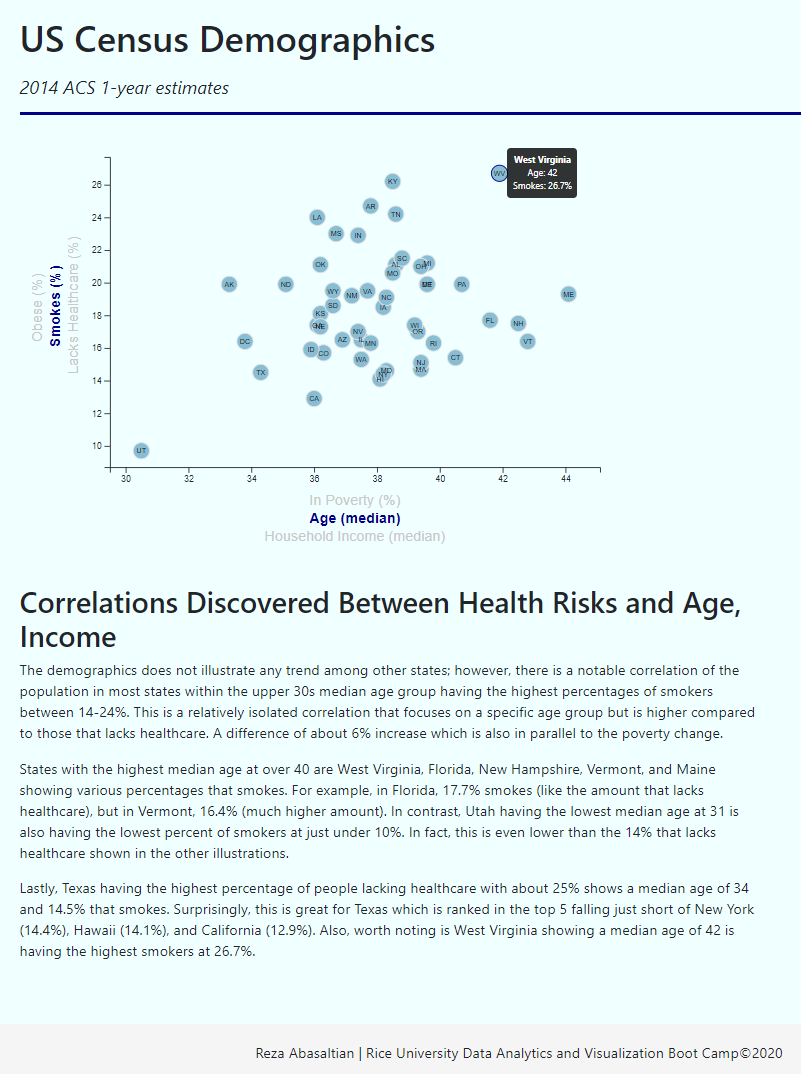 US Census Demographics
2014 ACS 1-year estimates
West Virginia
Age: 42
Smokes: 26.7%
26
24
22
20
18
16
14
12
10
Obese (%)
Smokes (%)
Lacks Healthcare (%)
KY
WV
AR
TN
LA
MS
IN
OK
SC
AL
OH
MI
MO
AK
ND
PA
WY
NM
VA
NC
ME
SD
IA
KS
NE
FL
NH
WI
OR
NV
AZ
IL
MN
DC
RI
VT
ID
CO
WA
CT
NJ
MA
TX
MD
NY
HI
CA
UT
30
32
34
36
38
40
42
44
In Poverty (%)
Age (median)
Household Income (median)
Correlations Discovered Between Health Risks and Age,
Income
The demographics does not illustrate any trend among other states; however, there is a notable correlation of the
population in most states within the upper 30s median age group having the highest percentages of smokers
between 14-24%. This is a relatively isolated correlation that focuses on a specific age group but is higher compared
to those that lacks healthcare. A difference of about 6% increase which is also in parallel to the poverty change.
States with the highest median age at over 40 are West Virginia, Florida, New Hampshire, Vermont, and Maine
showing various percentages that smokes. For example, in Florida, 17.7% smokes (like the amount that lacks
healthcare), but in Vermont, 16.4% (much higher amount). In contrast, Utah having the lowest median age at 31 is
also having the lowest percent of smokers at just under 10%. In fact, this is even lower than the 14% that lacks
healthcare shown in the other illustrations.
Lastly, Texas having the highest percentage of people lacking healthcare with about 25% shows a median age of 34
and 14.5% that smokes. Surprisingly, this is great for Texas which is ranked in the top 5 falling just short of New York
(14.4%), Hawaii (14.1%), and California (12.9%). Also, worth noting is West Virginia showing a median age of 42 is
having the highest smokers at 26.7%.
Reza Abasaltian | Rice University Data Analytics and Visualization Boot Camp©2020